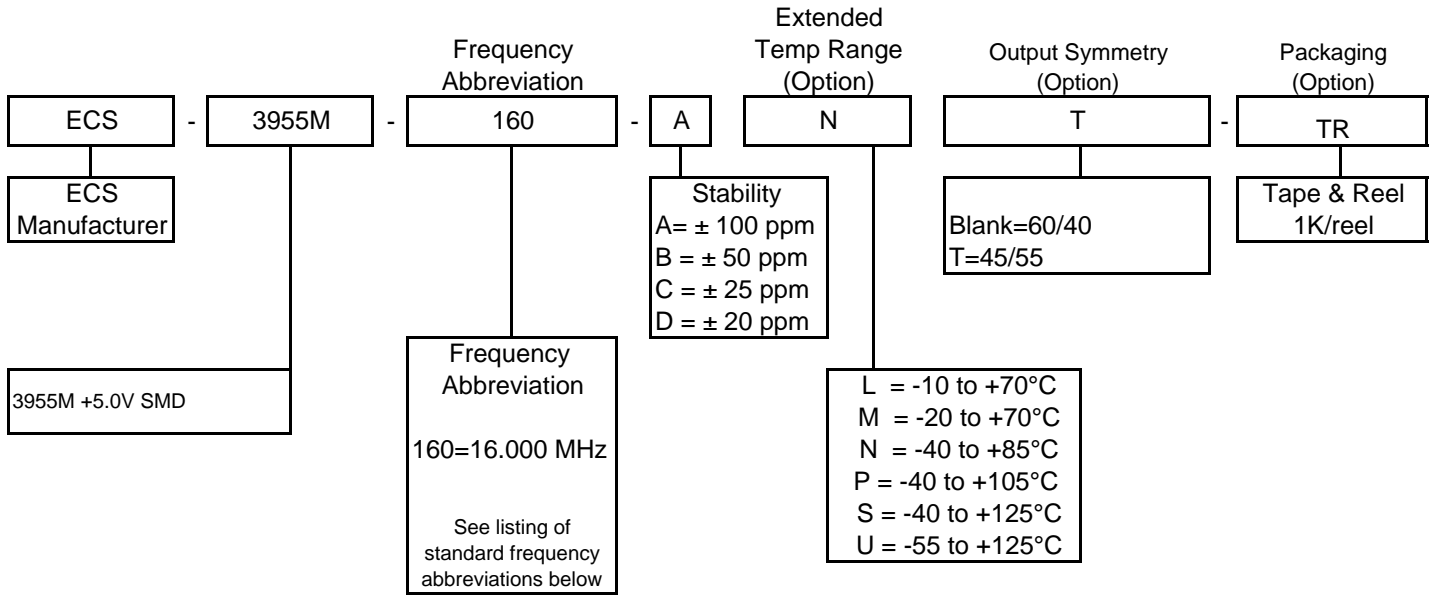 Extended
Frequency Temp Range Output Symmetry Packaging
Abbreviation (Option) (Option) (Option)
ECS - 3955M - 160 - A N T - TR
ECS
Manufacturer
Stability
A= ± 100 ppm
B = ± 50 ppm
C = ± 25 ppm
D = ± 20 ppm
Blank=60/40
T=45/55
Tape & Reel
1K/reel
3955M +5.0V SMD
Frequency
Abbreviation
160=16.000 MHz
See listing of
standard frequency
abbreviations below
L = -10 to +70°C
M = -20 to +70°C
N = -40 to +85°C
P = -40 to +105°C
S = -40 to +125°C
U = -55 to +125°C